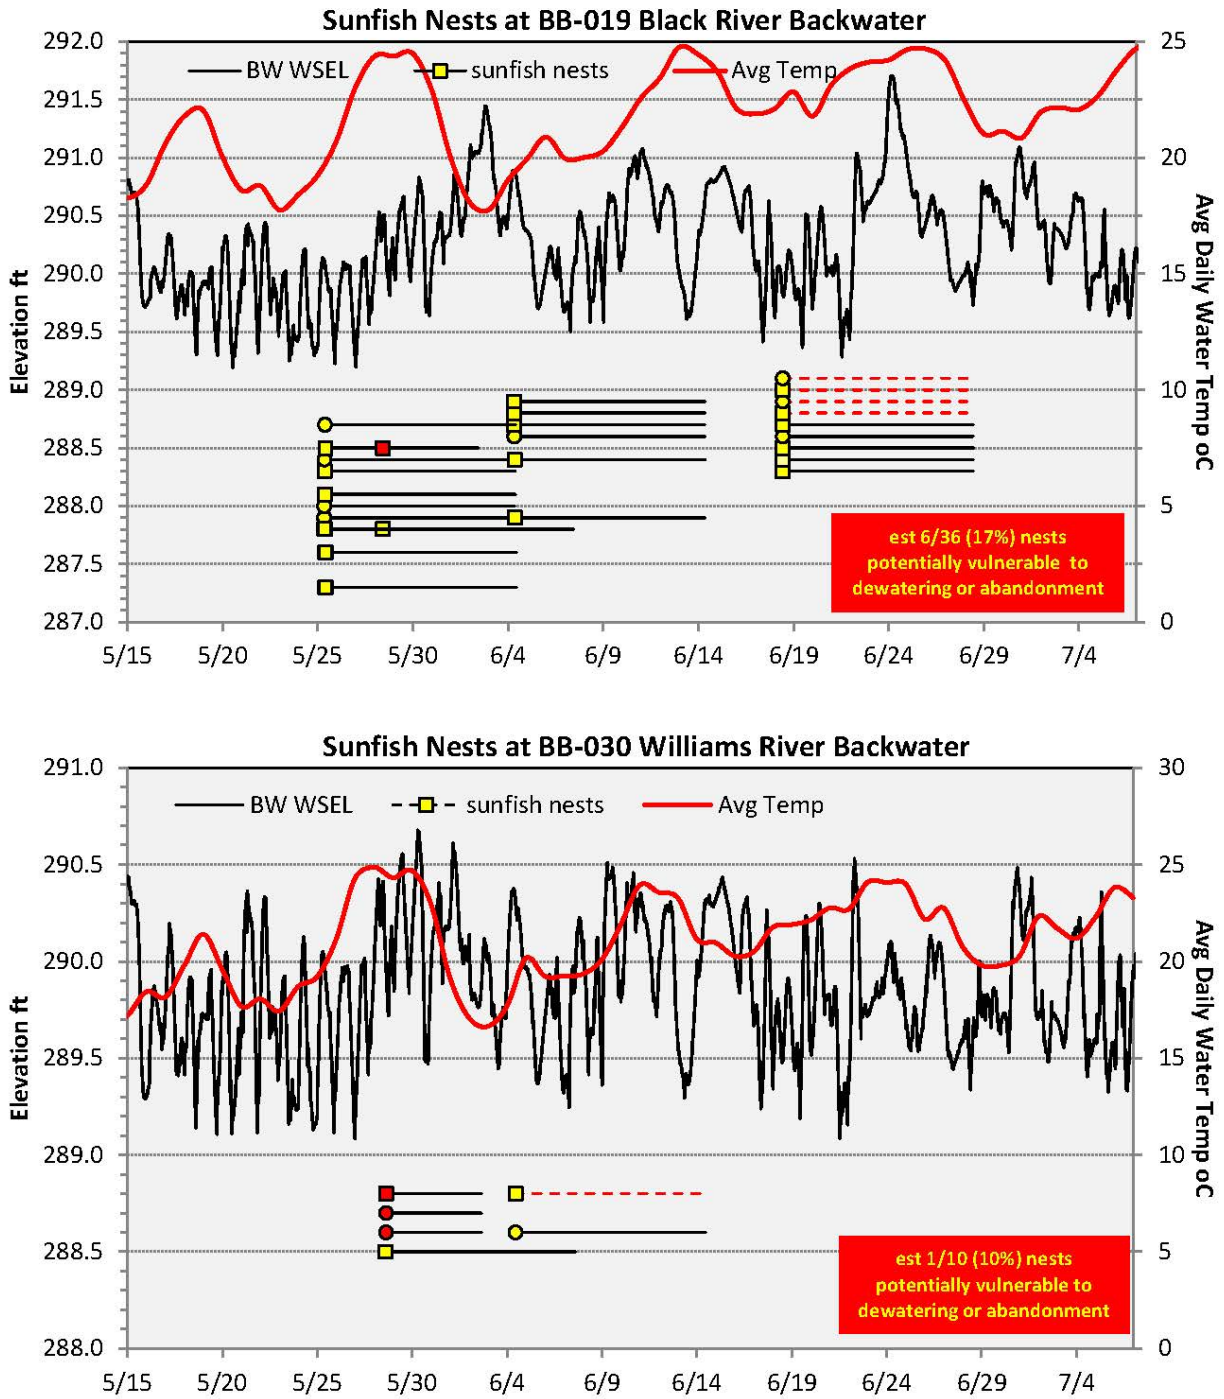 Sunfish Nests at BB-019 Black River Backwater
292.0
291.5
291.0
290.5
290.0
289.5
289.0
288.5
288.0
287.5
287.0
Elevation ft
BW WSEL
sunfish nests
Avg Temp
25
20
15
10
5
0
Avg Daily Water Temp oC
est 6/36 (17%) nests
potentially vulnerable to
dewatering or abandonment
5/15 5/20 5/25 5/30 6/4 6/9 6/14 6/19 6/24 6/29 7/4
Sunfish Nests at BB-030 Williams River Backwater
291.0
290.5
290.0
289.5
289.0
288.5
288.0
Elevation ft
BW WSEL
sunfish nests
Avg Temp
30
25
20
15
10
5
0
Avg Daily Water Temp oC
est 1/10 (10%) nests
potentially vulnerable to
dewatering or abandonment
5/15 5/20 5/25 5/30 6/4 6/9 6/14 6/19 6/24 6/29 7/4